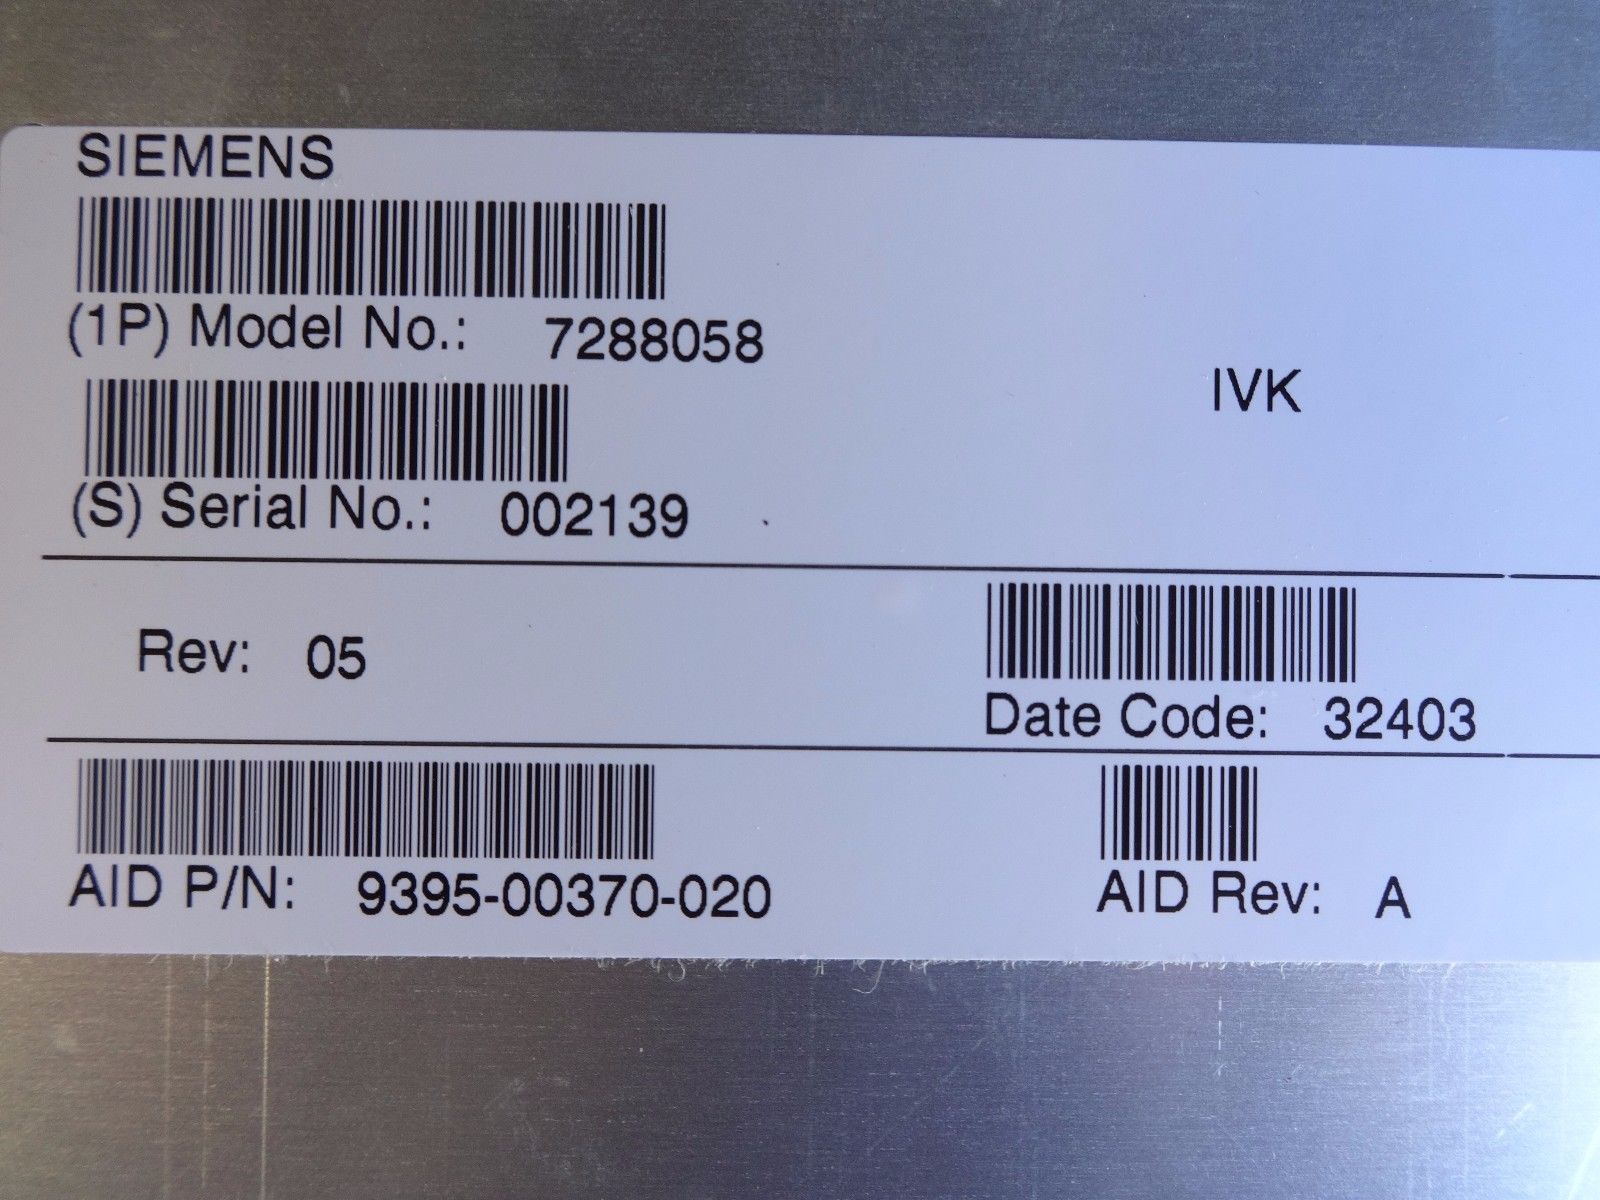 SIEMENS
(1P) Model No.: 7288058
IVK
(S) Serial No.: 002139
Rev: 05
Date Code: 32403
AID P/N: 9395-00370-020
AID Rev: A